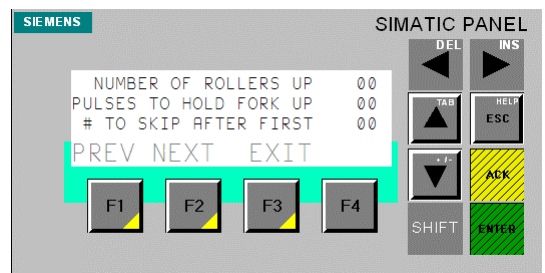 SIEMENS
SIMATIC PANEL
DEL INS
NUMBER OF ROLLERS UP 00
PULSES TO HOLD FORK UP 00
# TO SKIP AFTER FIRST 00
PREV NEXT EXIT
TAB HELP
ESC
+ /-
ACK
F1 F2 F3 F4
SHIFT ENTER